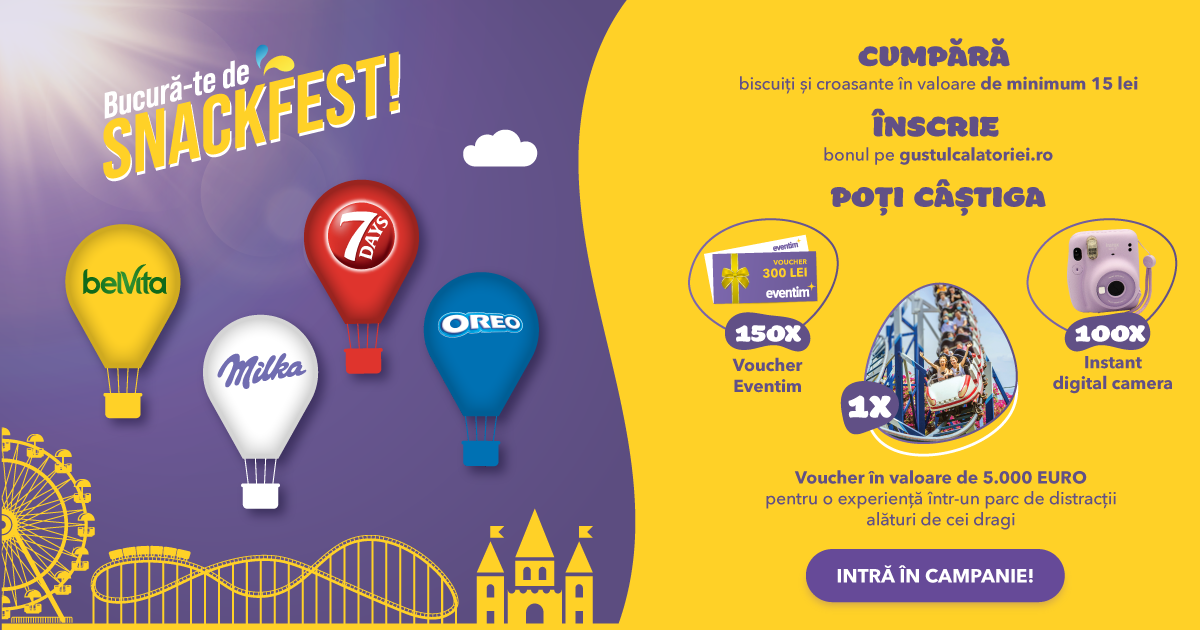 Bucură-te de
SNACKFEST!
belVita
7
DAYS
Milka
OREO
CUMPĂRĂ
biscuiți și croasante în valoare de minimum 15 lei
ÎNSCRIE
bonul pe gustulcalatoriei.ro
POȚI CÂȘTIGA
eventim
VOUCHER
300 LEI
eventim
150X
Voucher
Eventim
1X
100X
Instant
digital camera
Voucher în valoare de 5.000 EURO
pentru o experiență într-un parc de distracții
alături de cei dragi
INTRĂ ÎN CAMPANIE!